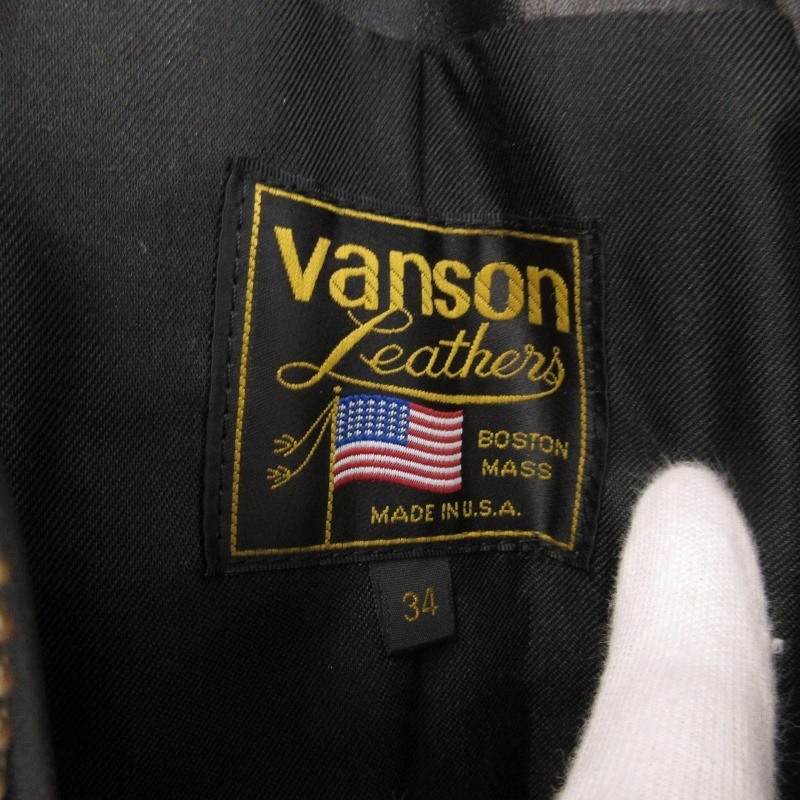 vanson
Leathers
BOSTON
MASS
MADE IN U.S.A.
34